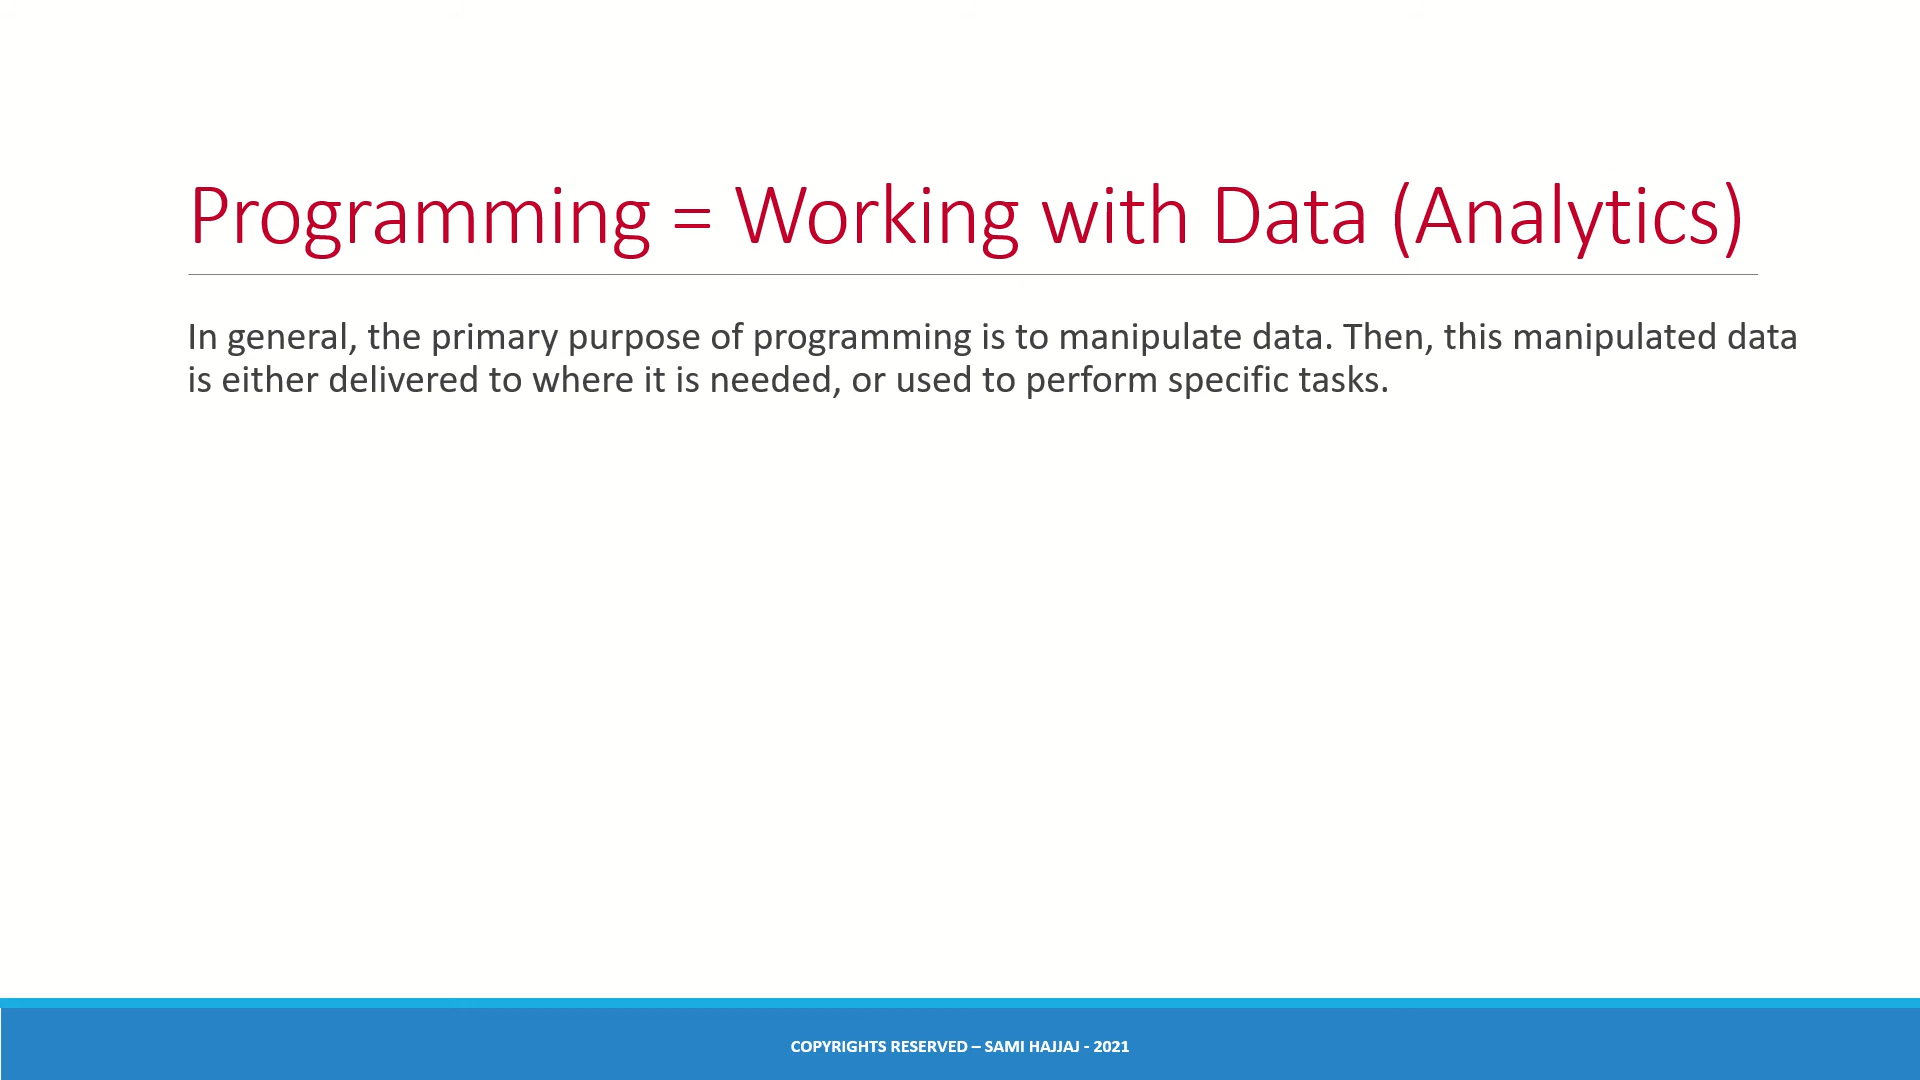 Programming = Working with Data (Analytics)
In general, the primary purpose of programming is to manipulate data. Then, this manipulated data
is either delivered to where it is needed, or used to perform specific tasks.
COPYRIGHTS RESERVED – SAMI HAJJAJ - 2021